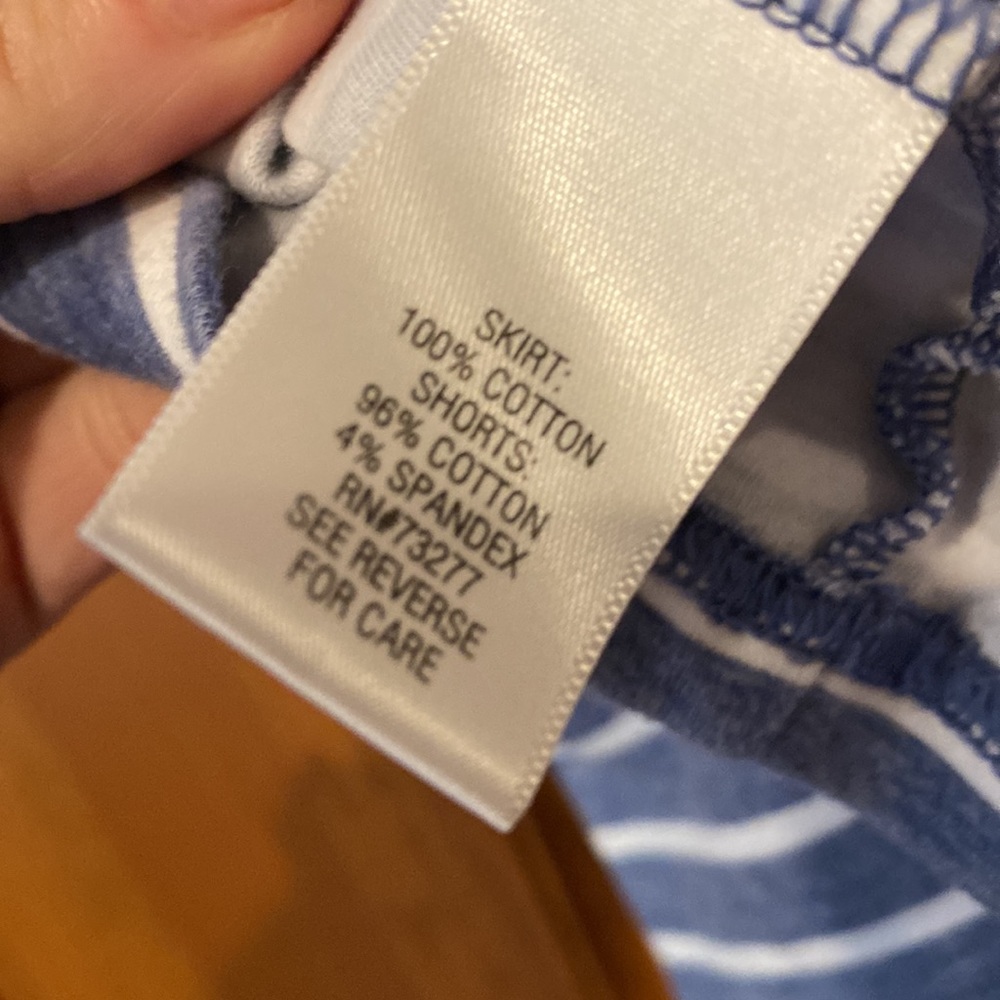 SKIRT:
100% COTTON
SHORTS:
96% COTTON
4% SPANDEX
RN#73277
SEE REVERSE
FOR CARE